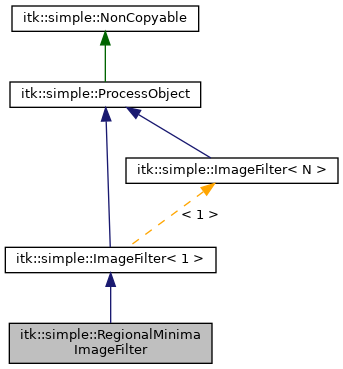 itk::simple::NonCopyable
itk::simple::ProcessObject
itk::simple::ImageFilter< N >
< 1 >
itk::simple::ImageFilter< 1 >
itk::simple::RegionalMinima
ImageFilter